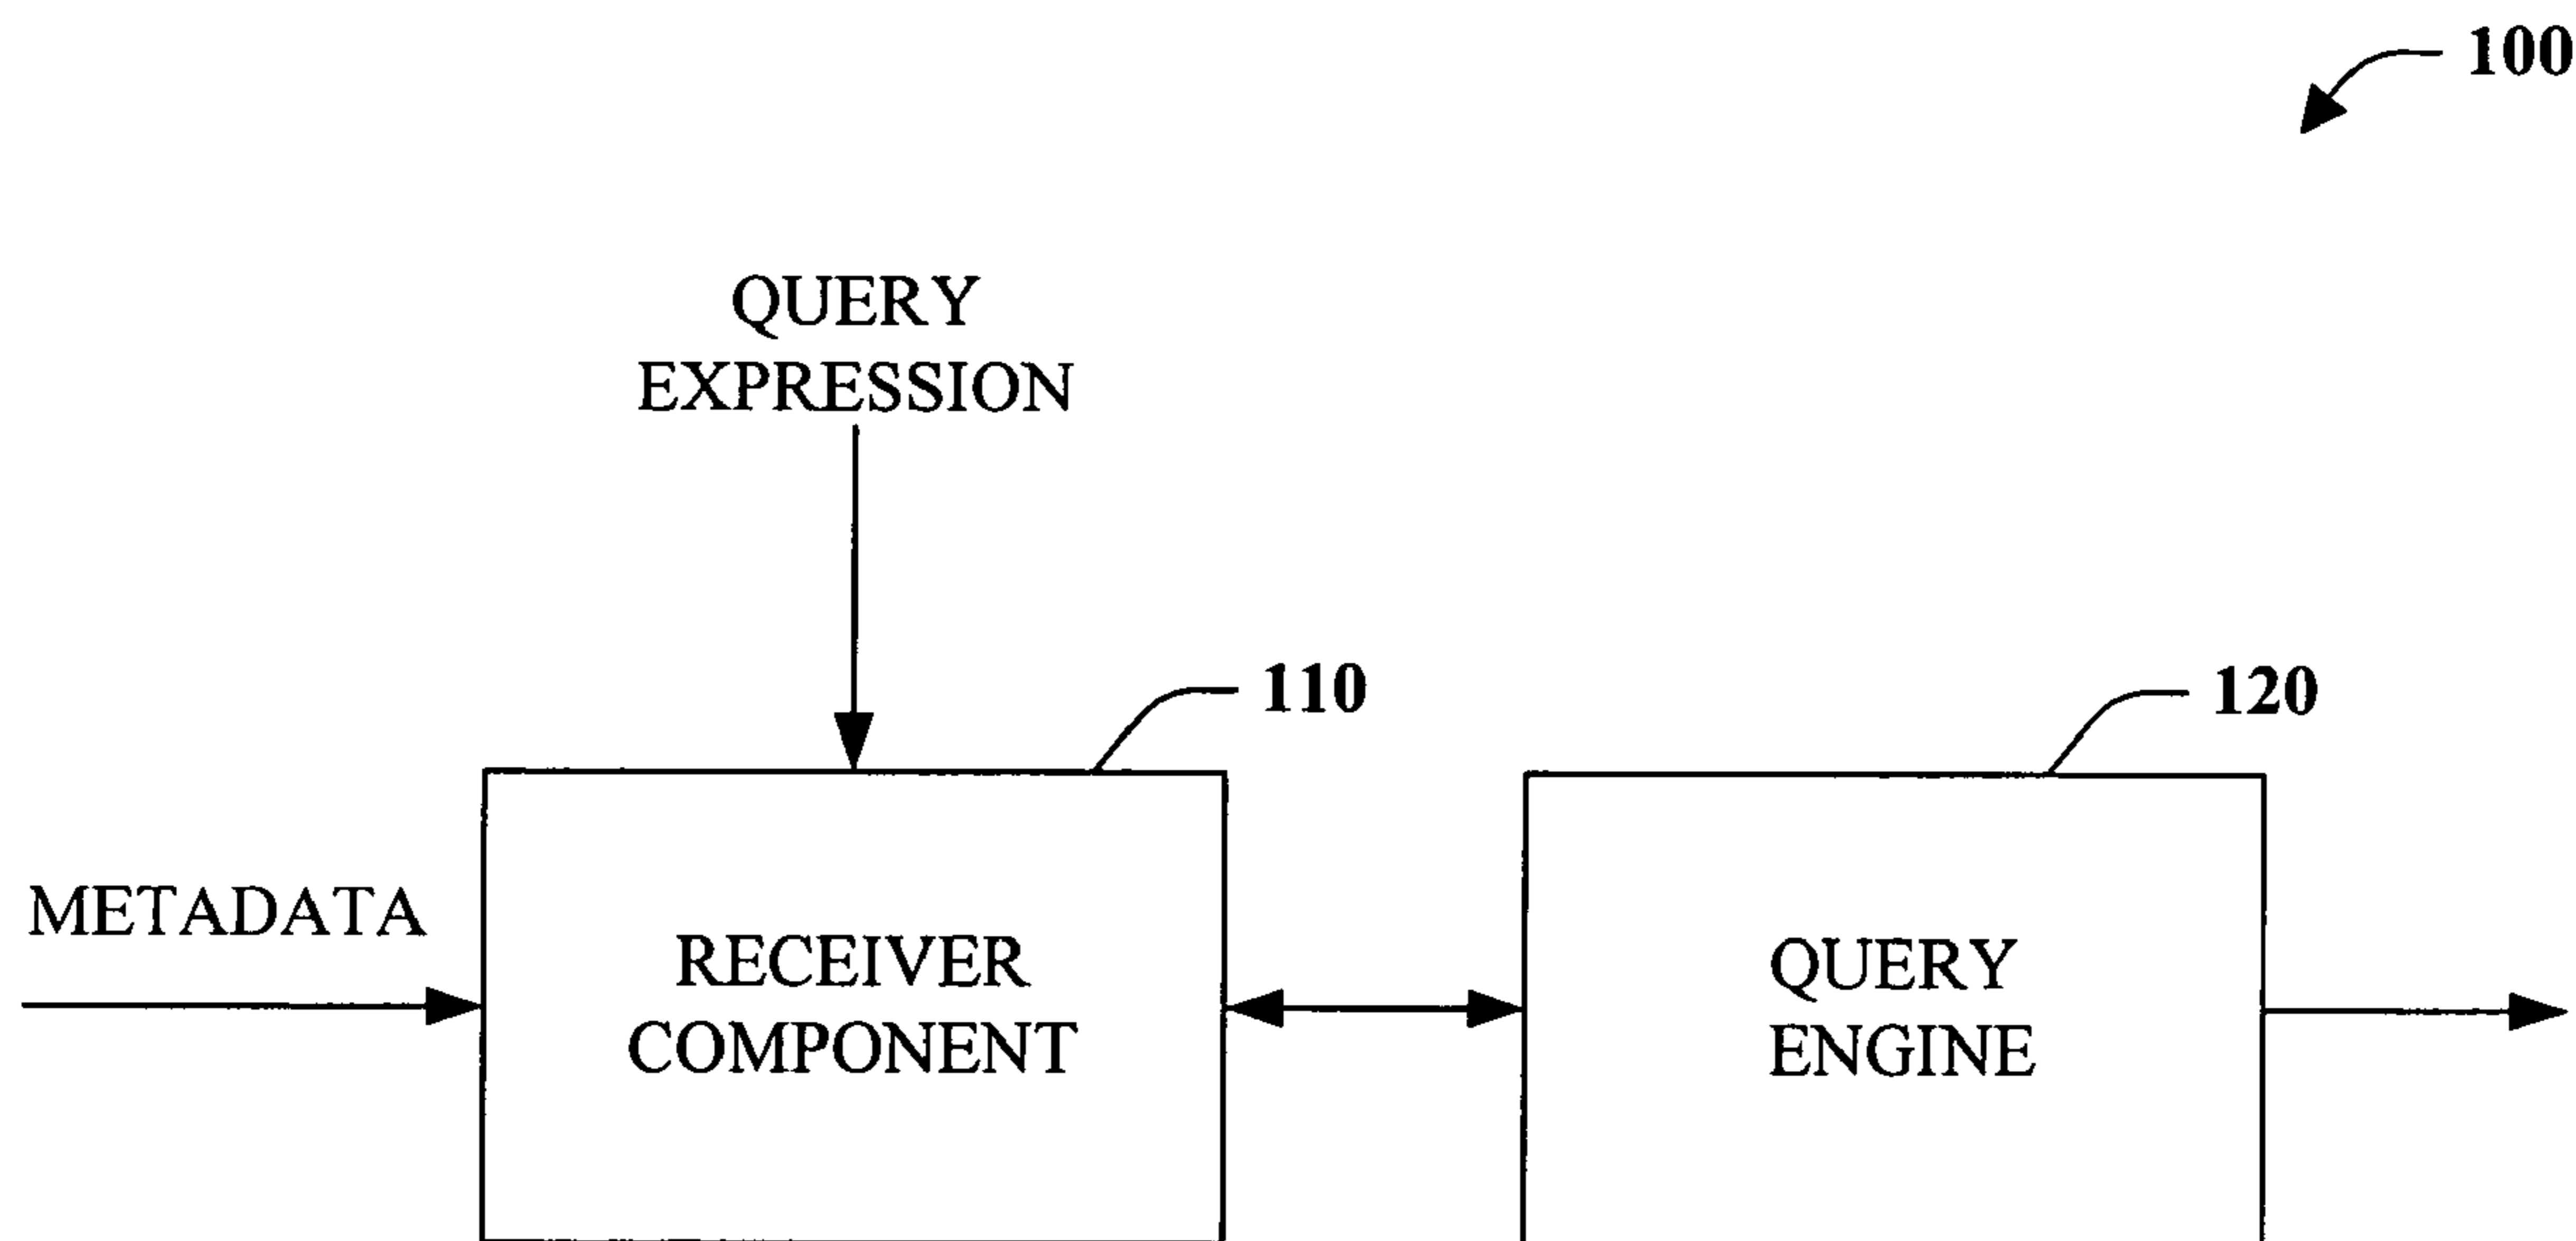 100
QUERY
EXPRESSION
110
120
METADATA
RECEIVER
COMPONENT
QUERY
ENGINE